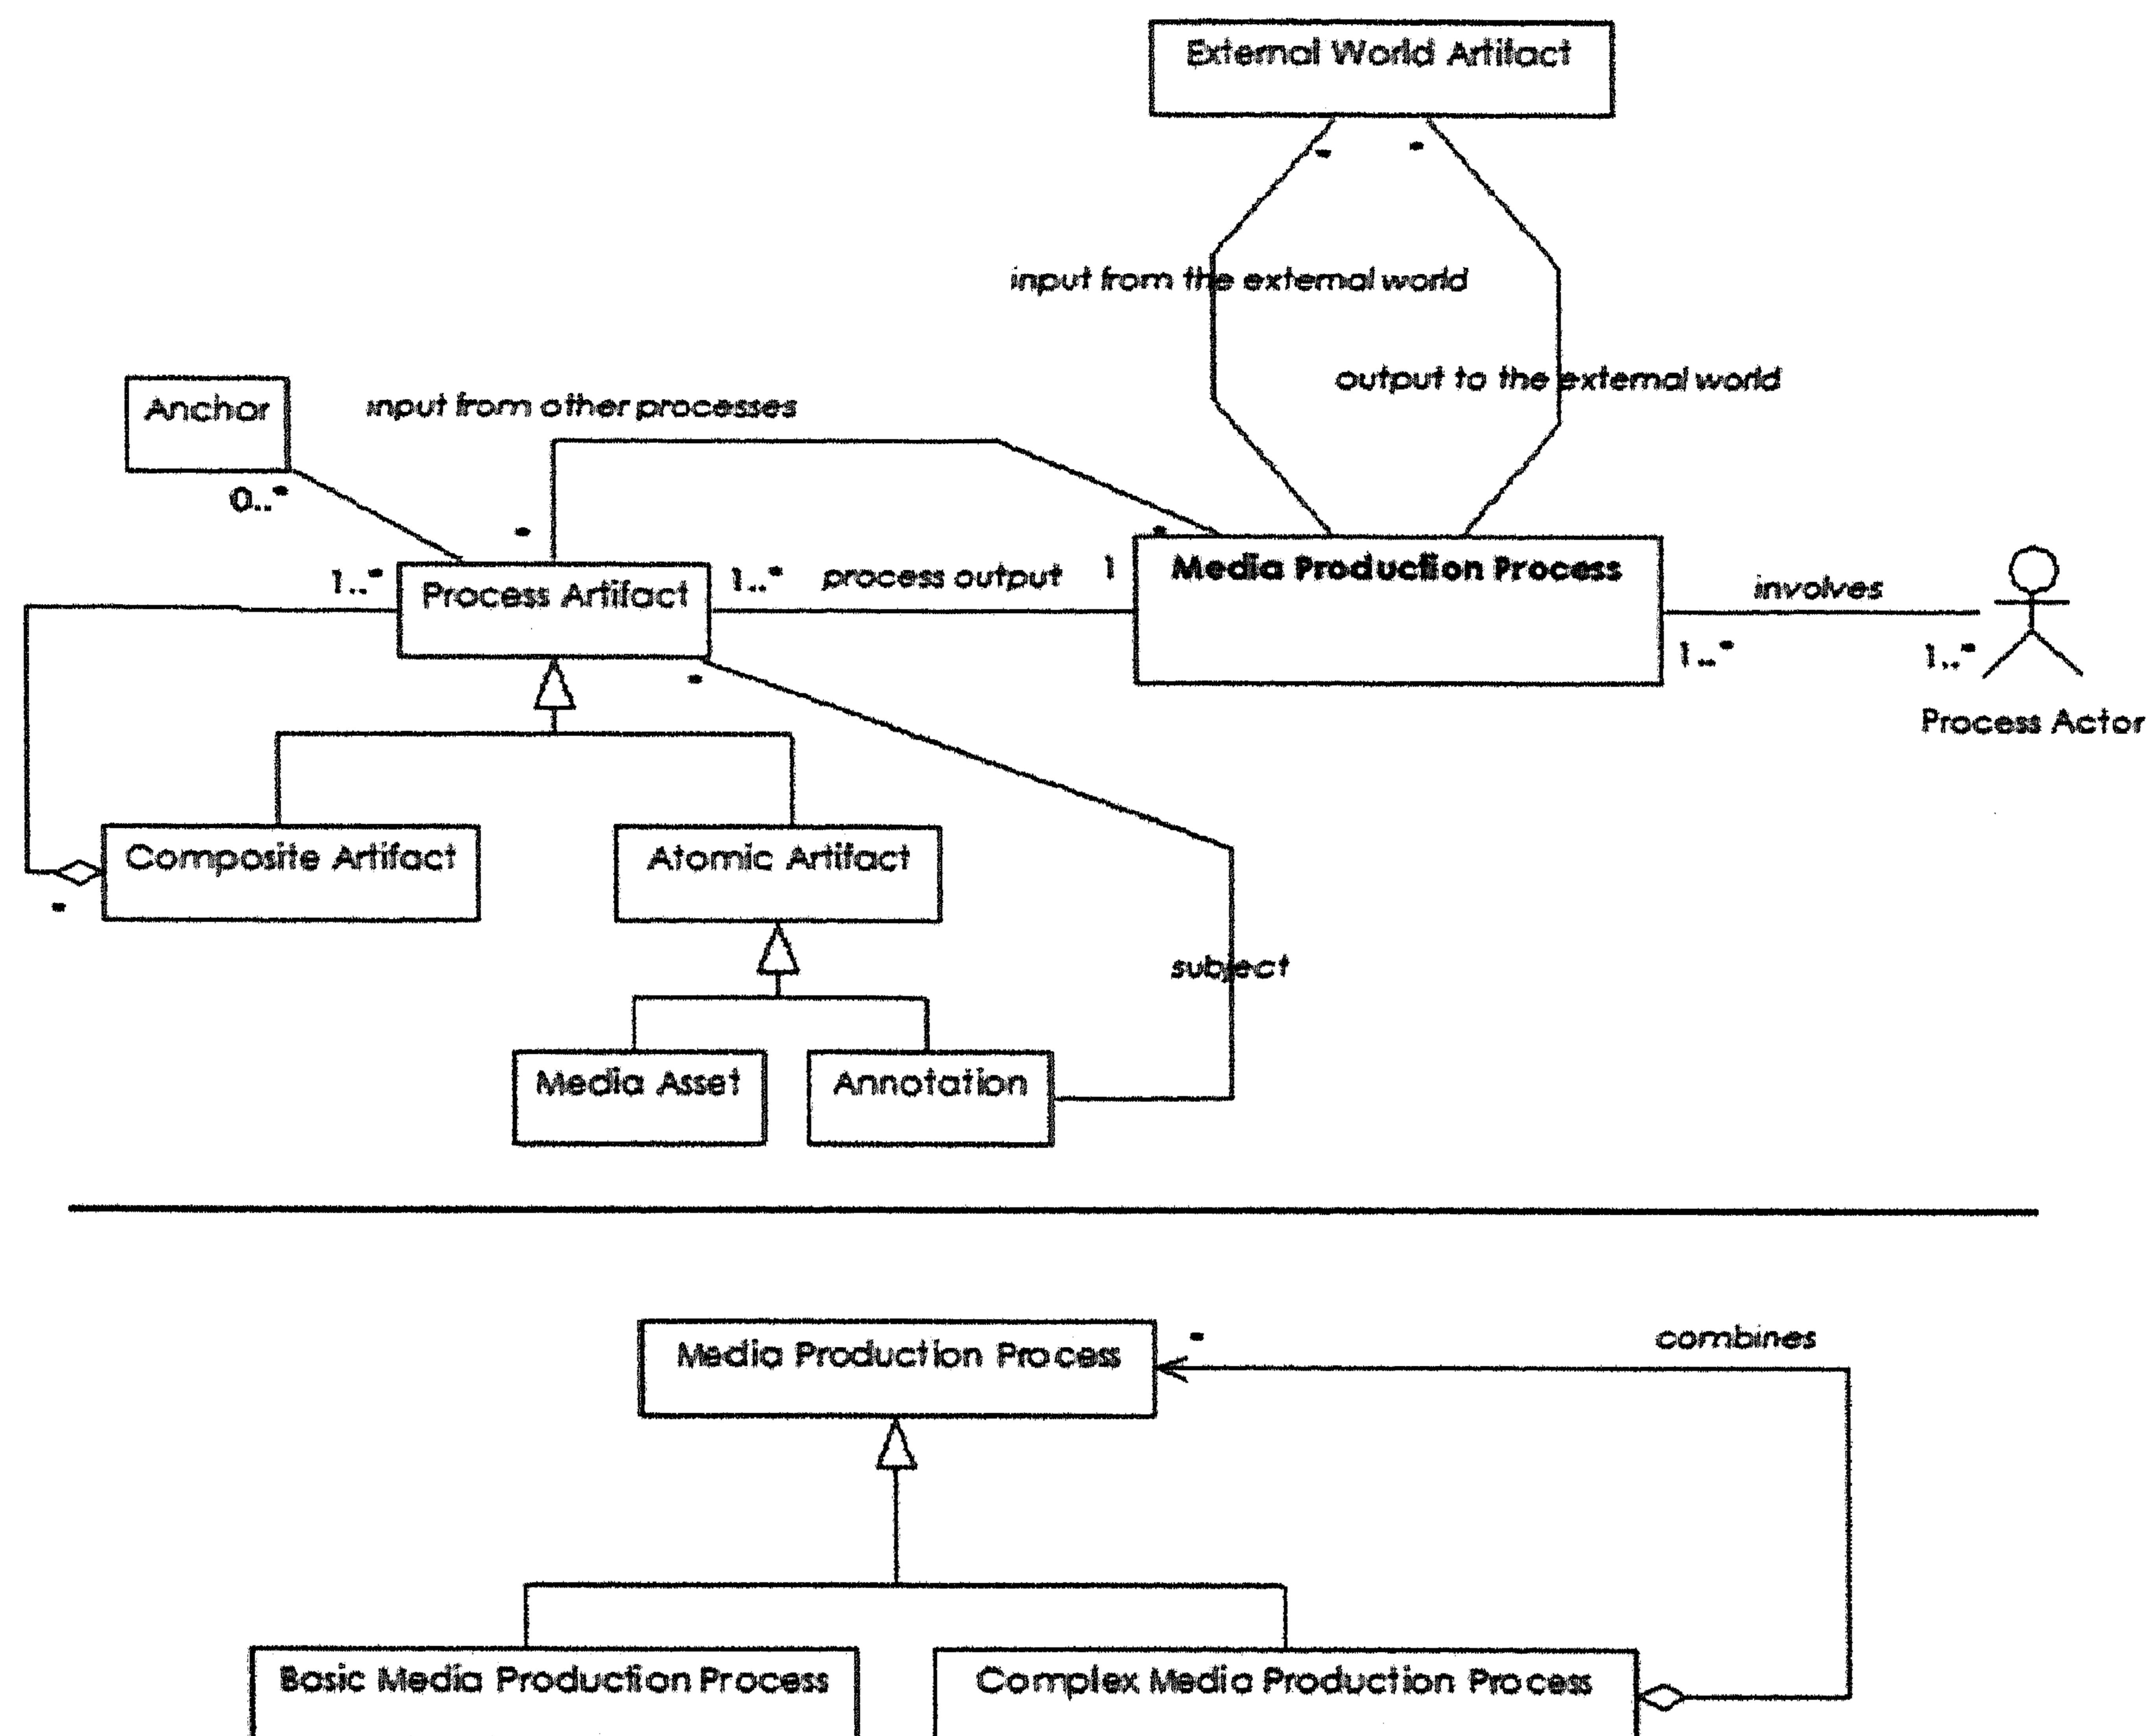 External World Artifact
*
*
input from the external world
output to the external world
Anchor
input from other processes
0..*
*
*
1..*
Process Artifact
1..*
process output
1
Media Production Process
involves
1..*
1..*
Process Actor
*
Composite Artifact
Atomic Artifact
*
subject
Media Asset
Annotation
Media Production Process
*
combines
Basic Media Production Process
Complex Media Production Process